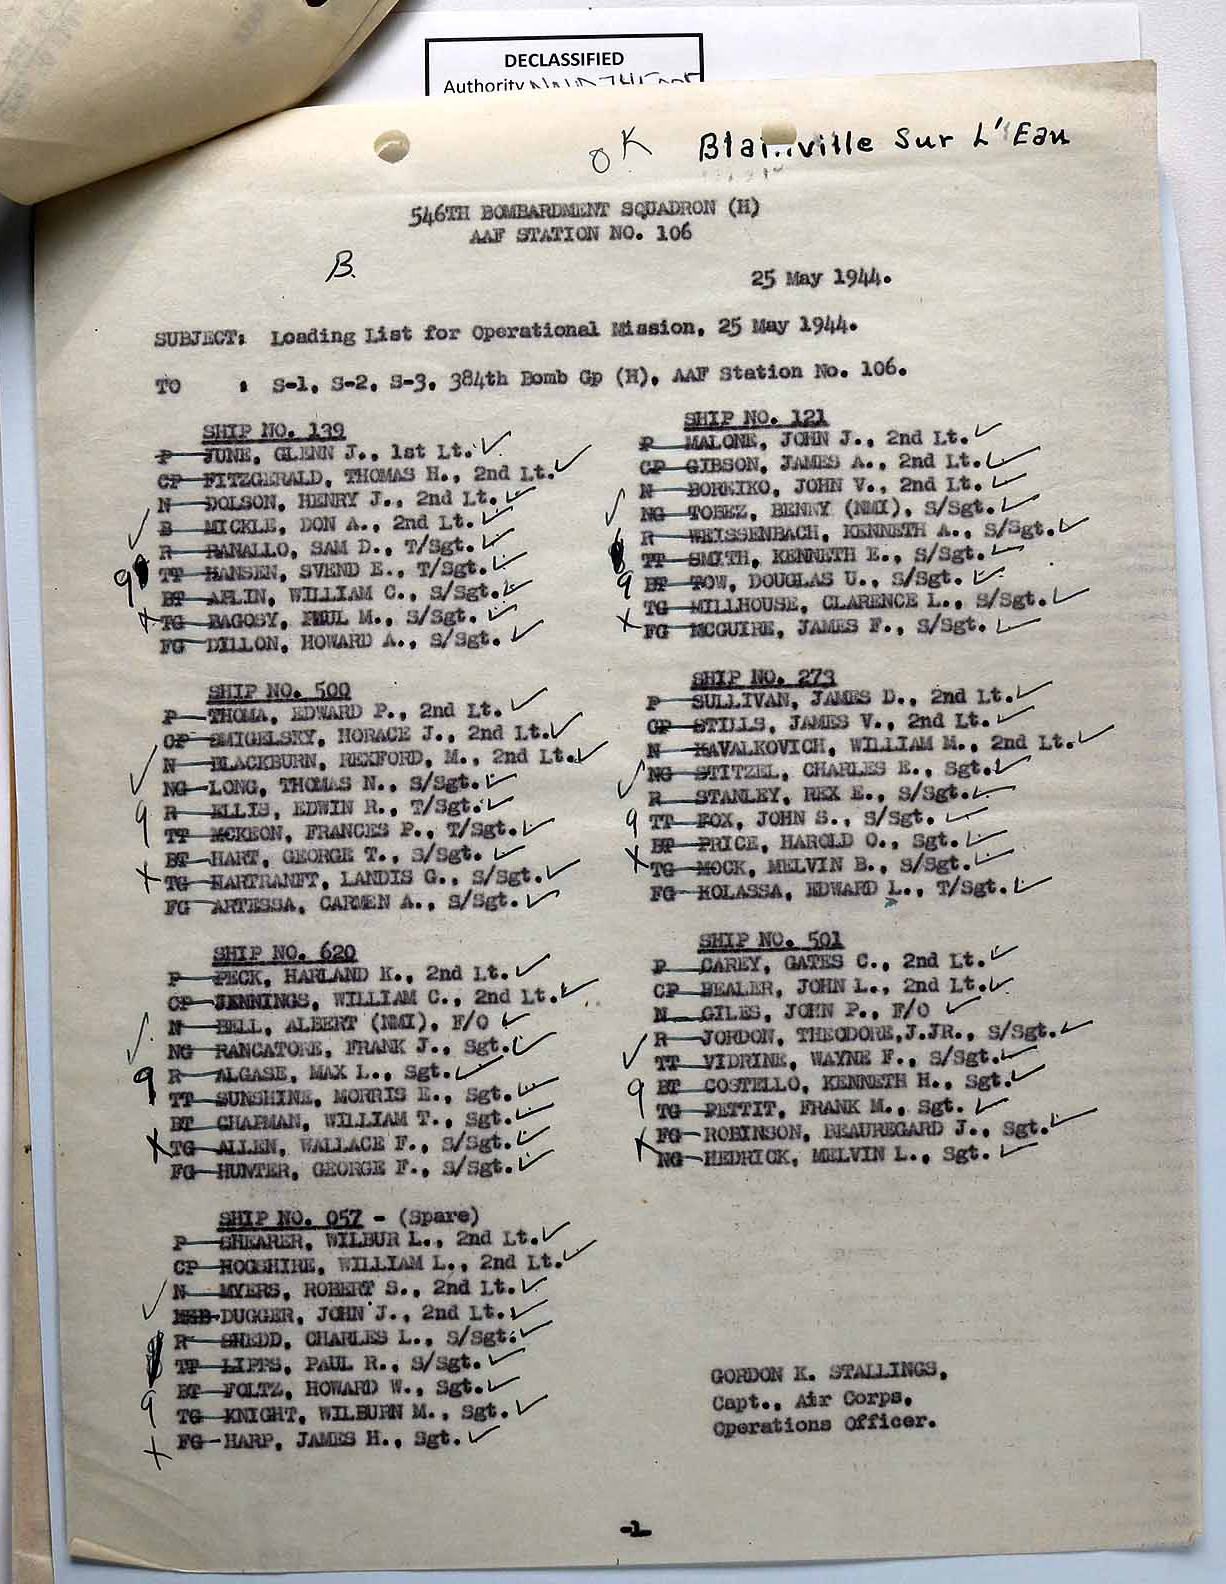 DECLASSIFIED
Authority
OK Blainville Sur L'Eau
546TH BOMBARDMENT SQUADRON (H)
AAF STATION NO. 106
B.
25 May 1944.
SUBJECT: Loading List for Operational Mission, 25 May 1944.
TO : S-1, S-2, S-3, 384th Bomb Gp (H), AAF Station No. 106.
SHIP NO. 139
P JUNE, GLENN J., 1st Lt. ✓
CP FITZGERALD, THOMAS H., 2nd Lt. ✓
N DOLSON, HENRY J., 2nd Lt. ✓
✓ B MICKLE, DON A., 2nd Lt. ✓
R RANALLO, SAM D., T/Sgt. ✓
9 TT HANSEN, SVEND E., T/Sgt. ✓
BT ARLIN, WILLIAM C., S/Sgt. ✓
X TG BAGOSY, PAUL M., S/Sgt. ✓
FG DILLON, HOWARD A., S/Sgt. ✓
SHIP NO. 121
P MALONE, JOHN J., 2nd Lt. ✓
CP GIBSON, JAMES A., 2nd Lt. ✓
N BOREIKO, JOHN V., 2nd Lt. ✓
✓ NG TOBEZ, BENNY (NMI), S/Sgt. ✓
R WEISSENBACH, KENNETH A., S/Sgt. ✓
TT SMITH, KENNETH E., S/Sgt. ✓
9 BT TOW, DOUGLAS U., S/Sgt. ✓
TG MILLHOUSE, CLARENCE L., S/Sgt. ✓
X FG MCGUIRE, JAMES F., S/Sgt. ✓
SHIP NO. 500
P THOMA, EDWARD P., 2nd Lt. ✓
CP SMIGELSKY, HORACE J., 2nd Lt. ✓
N BLACKBURN, REXFORD, M., 2nd Lt. ✓
✓ NG LONG, THOMAS N., S/Sgt. ✓
9 R ELLIS, EDWIN R., T/Sgt. ✓
TT MCKEON, FRANCES P., T/Sgt. ✓
BT HART, GEORGE T., S/Sgt. ✓
X TG HARTRANFT, LANDIS G., S/Sgt. ✓
FG ARTESSA, CARMEN A., S/Sgt. ✓
SHIP NO. 273
P SULLIVAN, JAMES D., 2nd Lt. ✓
CP STILLS, JAMES V., 2nd Lt. ✓
N KAVALKOVICH, WILLIAM M., 2nd Lt. ✓
✓ NG STITZEL, CHARLES E., Sgt. ✓
R STANLEY, REX E., S/Sgt. ✓
9 TT FOX, JOHN S., S/Sgt. ✓
BT PRICE, HAROLD O., Sgt. ✓
X TG MOCK, MELVIN B., S/Sgt. ✓
FG KOLASSA, EDWARD L., T/Sgt. ✓
SHIP NO. 620
P PECK, HARLAND K., 2nd Lt. ✓
CP JENNINGS, WILLIAM C., 2nd Lt. ✓
✓ N BELL, ALBERT (NMI), F/O ✓
NG RANCATORE, FRANK J., Sgt. ✓
9 R ALGASE, MAX L., Sgt. ✓
TT SUNSHINE, MORRIS E., Sgt. ✓
BT CHAPMAN, WILLIAM T., Sgt. ✓
X TG ALLEN, WALLACE F., S/Sgt. ✓
FG HUNTER, GEORGE F., S/Sgt. ✓
SHIP NO. 501
P CAREY, GATES C., 2nd Lt. ✓
CP BEALER, JOHN L., 2nd Lt. ✓
N GILES, JOHN P., F/O ✓
✓ R JORDON, THEODORE,J.JR., S/Sgt. ✓
TT VIDRINE, WAYNE F., S/Sgt. ✓
9 BT COSTELLO, KENNETH H., Sgt. ✓
TG PETTIT, FRANK M., Sgt. ✓
X FG ROBINSON, BEAUREGARD J., Sgt. ✓
NG HEDRICK, MELVIN L., Sgt. ✓
SHIP NO. 057 - (Spare)
P SHEARER, WILBUR L., 2nd Lt. ✓
CP HOGSHIRE, WILLIAM L., 2nd Lt. ✓
✓ N MYERS, ROBERT S., 2nd Lt. ✓
DUGGER, JOHN J., 2nd Lt. ✓
R SHEDD, CHARLES L., S/Sgt. ✓
TT LIPPS, PAUL R., S/Sgt. ✓
9 BT FOLTZ, HOWARD W., Sgt. ✓
TG KNIGHT, WILBURN M., Sgt. ✓
X FG HARP, JAMES H., Sgt. ✓
GORDON K. STALLINGS,
Capt., Air Corps,
Operations Officer.
-1-